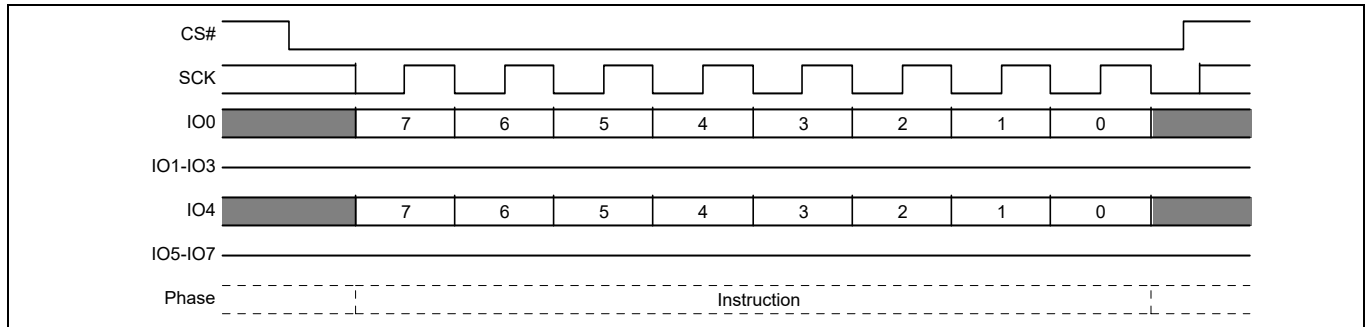 CS#
SCK
IO0 7 6 5 4 3 2 1 0
IO1-IO3
IO4 7 6 5 4 3 2 1 0
IO5-IO7
Phase Instruction